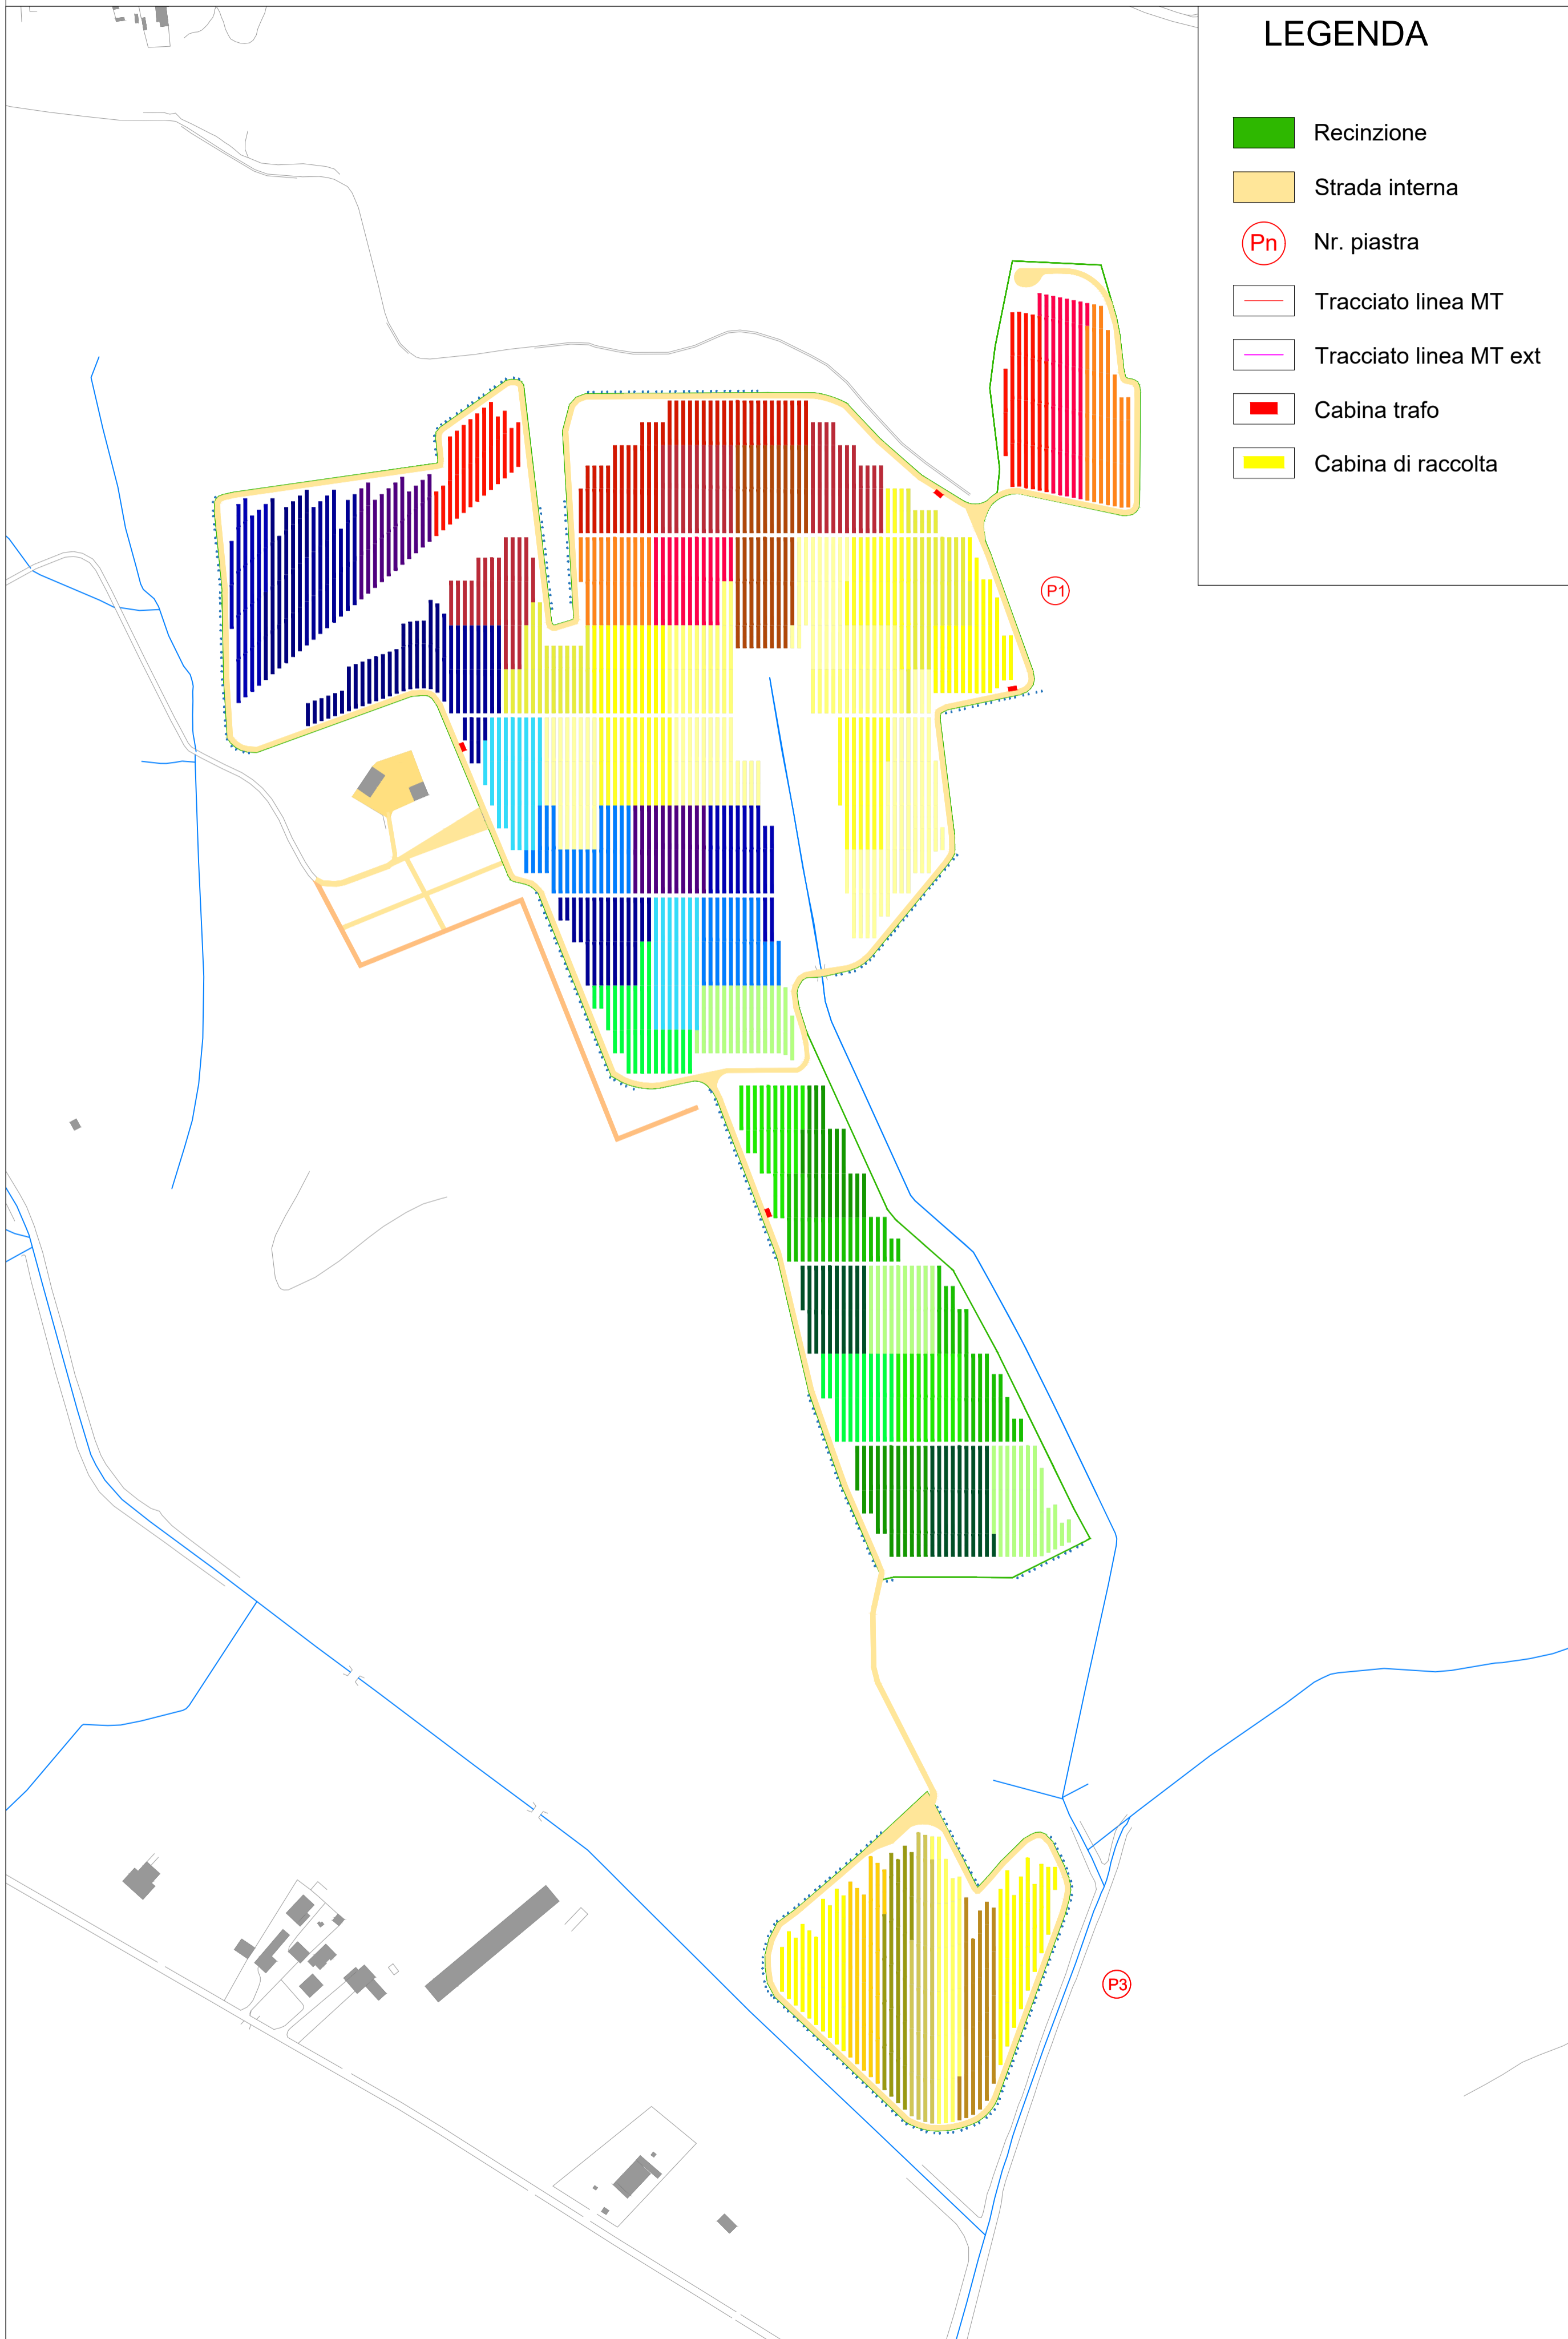 LEGENDA
Recinzione
Strada interna
Pn Nr. piastra
Tracciato linea MT
Tracciato linea MT ext
Cabina trafo
Cabina di raccolta
P1
P3